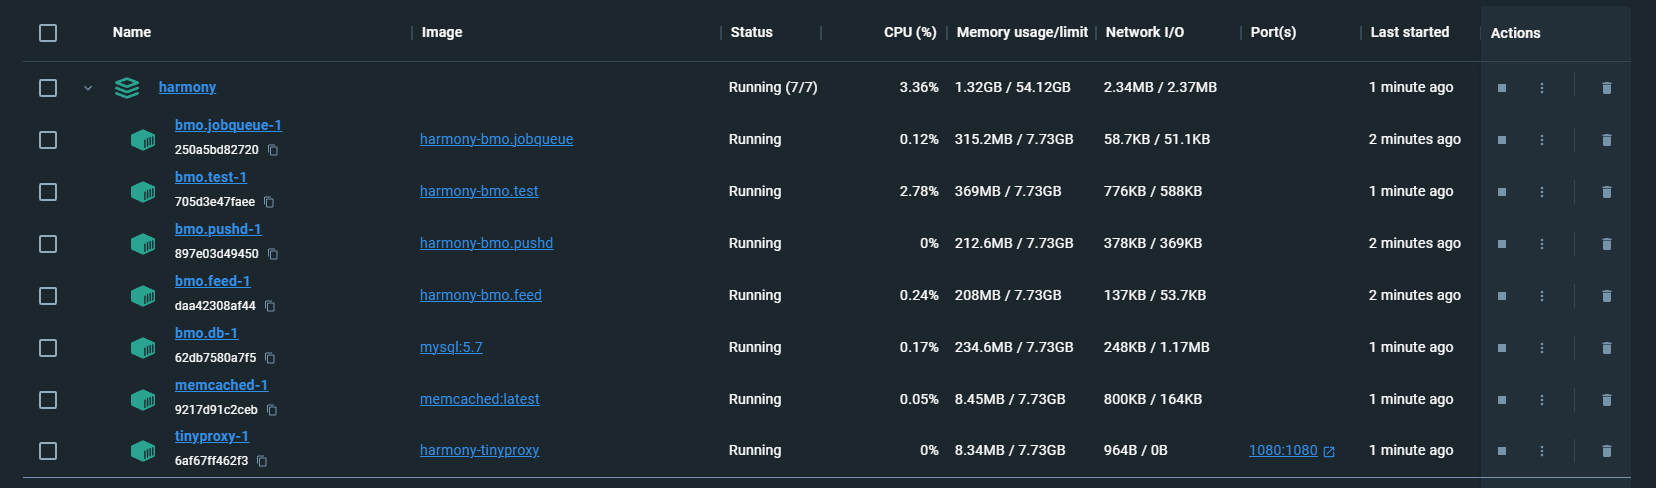 Name Image Status CPU (%) Memory usage/limit Network I/O Port(s) Last started Actions
harmony Running (7/7) 3.36% 1.32GB / 54.12GB 2.34MB / 2.37MB 1 minute ago
bmo.jobqueue-1
250a5bd82720 harmony-bmo.jobqueue Running 0.12% 315.2MB / 7.73GB 58.7KB / 51.1KB 2 minutes ago
bmo.test-1
705d3e47faee harmony-bmo.test Running 2.78% 369MB / 7.73GB 776KB / 588KB 1 minute ago
bmo.pushd-1
897e03d49450 harmony-bmo.pushd Running 0% 212.6MB / 7.73GB 378KB / 369KB 2 minutes ago
bmo.feed-1
daa42308af44 harmony-bmo.feed Running 0.24% 208MB / 7.73GB 137KB / 53.7KB 2 minutes ago
bmo.db-1
62db7580a7f5 mysql:5.7 Running 0.17% 234.6MB / 7.73GB 248KB / 1.17MB 1 minute ago
memcached-1
9217d91c2ceb memcached:latest Running 0.05% 8.45MB / 7.73GB 800KB / 164KB 1 minute ago
tinyproxy-1
6af67ff462f3 harmony-tinyproxy Running 0% 8.34MB / 7.73GB 964B / 0B 1080:1080 1 minute ago